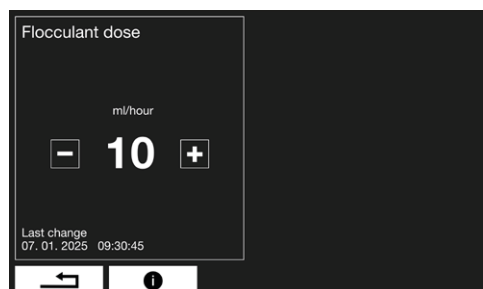 Flocculant dose
ml/hour
− 10 +
Last change
07. 01. 2025 09:30:45